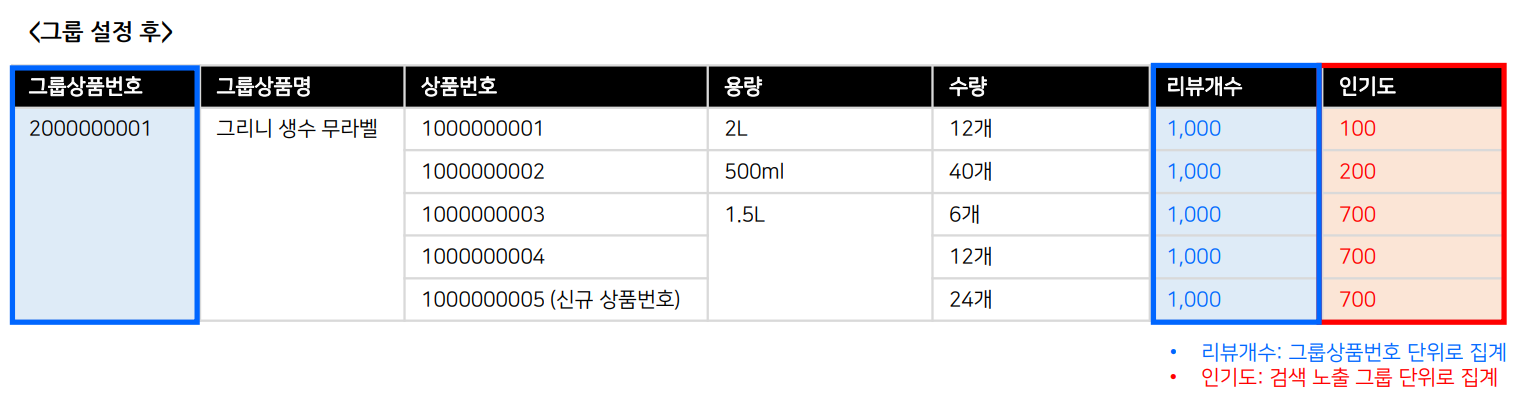 <그룹 설정 후>
그룹상품번호 그룹상품명 상품번호 용량 수량 리뷰개수 인기도
2000000001 그리니 생수 무라벨 1000000001 2L 12개 1,000 100
1000000002 500ml 40개 1,000 200
1000000003 1.5L 6개 1,000 700
1000000004 12개 1,000 700
1000000005 (신규 상품번호) 24개 1,000 700
• 리뷰개수: 그룹상품번호 단위로 집계
• 인기도: 검색 노출 그룹 단위로 집계